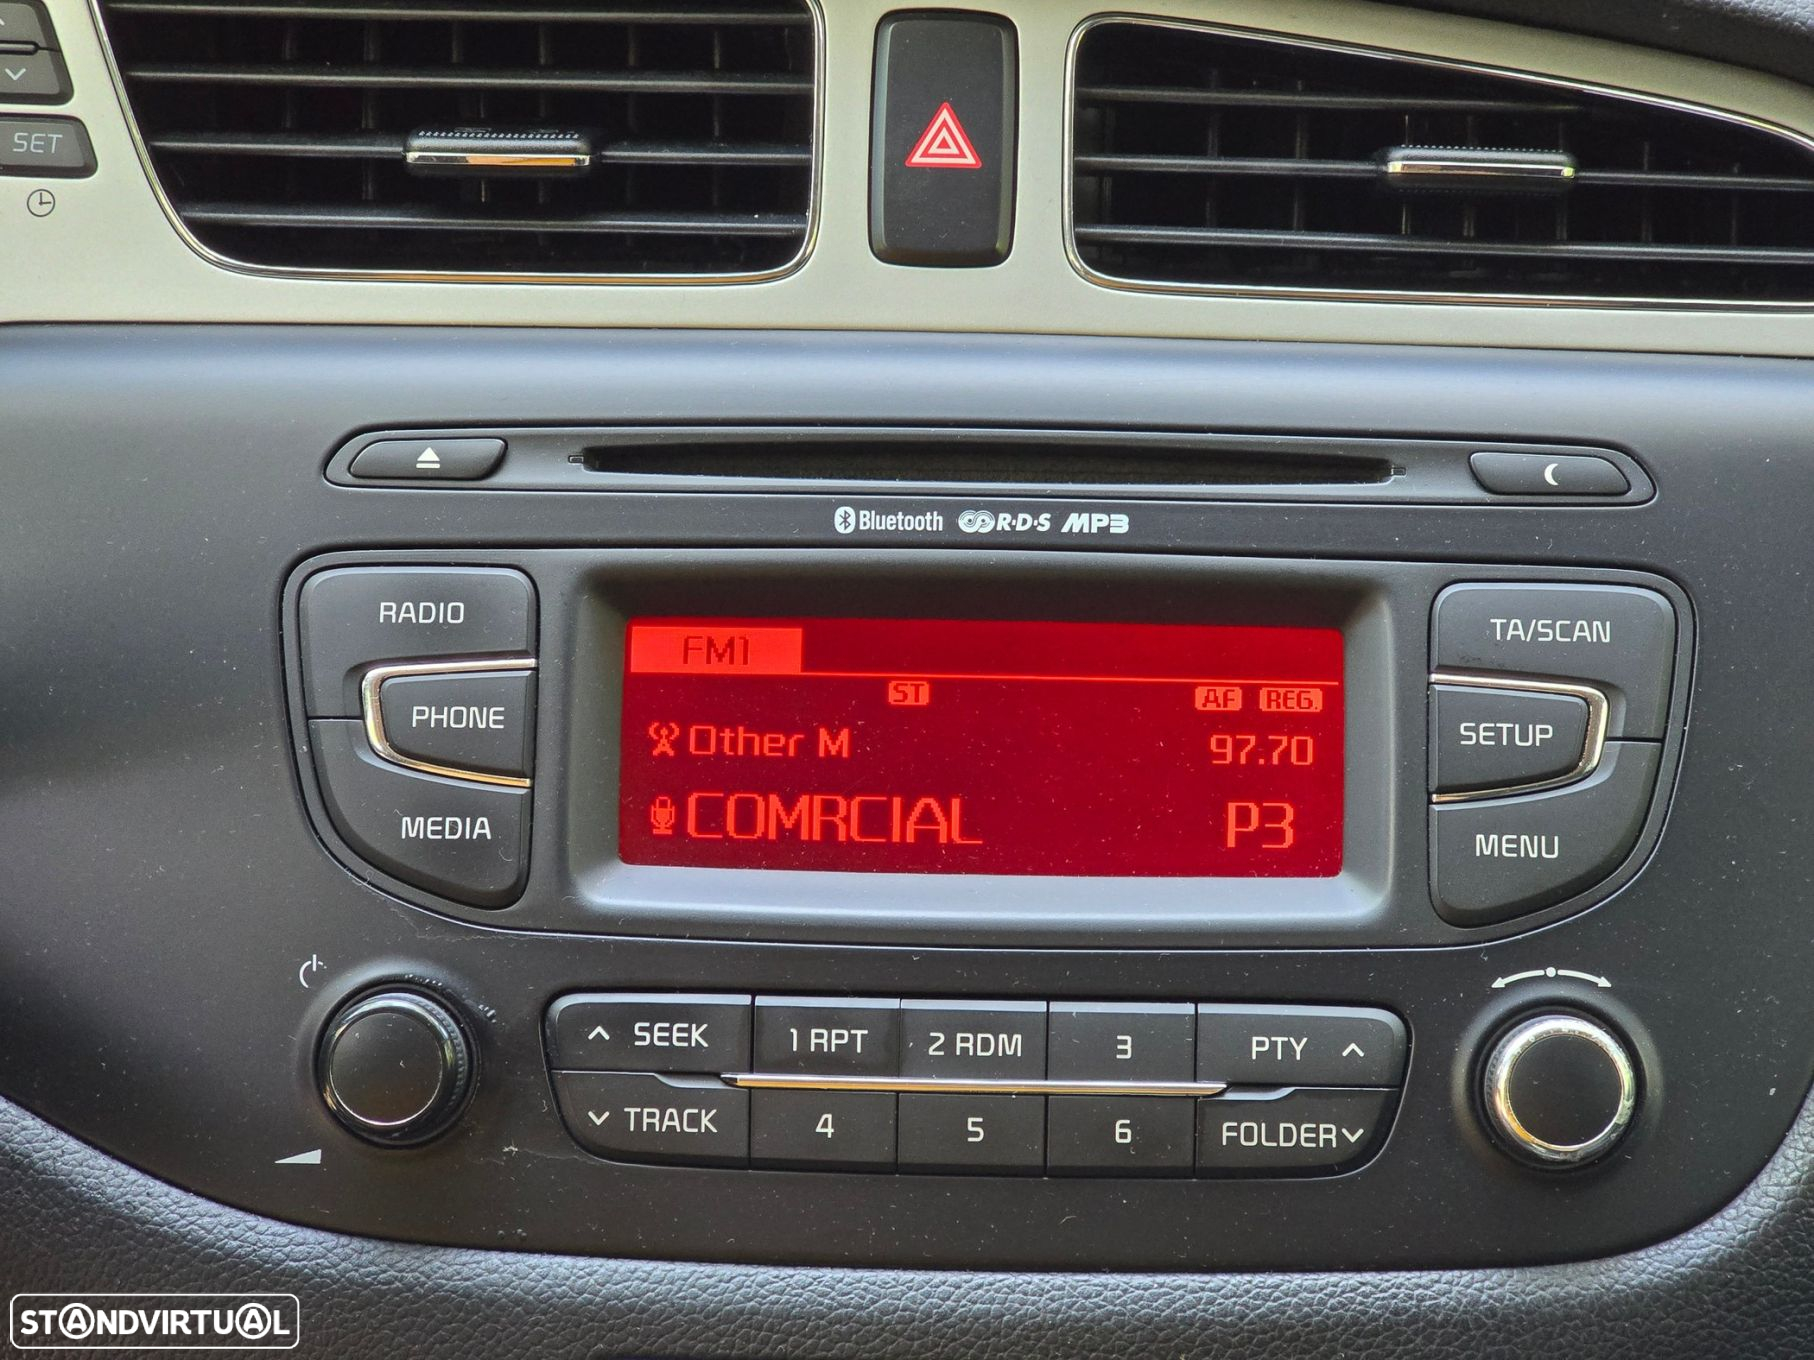 SET
Bluetooth R·D·S MP3
RADIO
PHONE
MEDIA
FM1
ST AF REG.
Other M 97.70
COMRCIAL P3
TA/SCAN
SETUP
MENU
SEEK 1 RPT 2 RDM 3 PTY
TRACK 4 5 6 FOLDER
STANDVIRTUAL